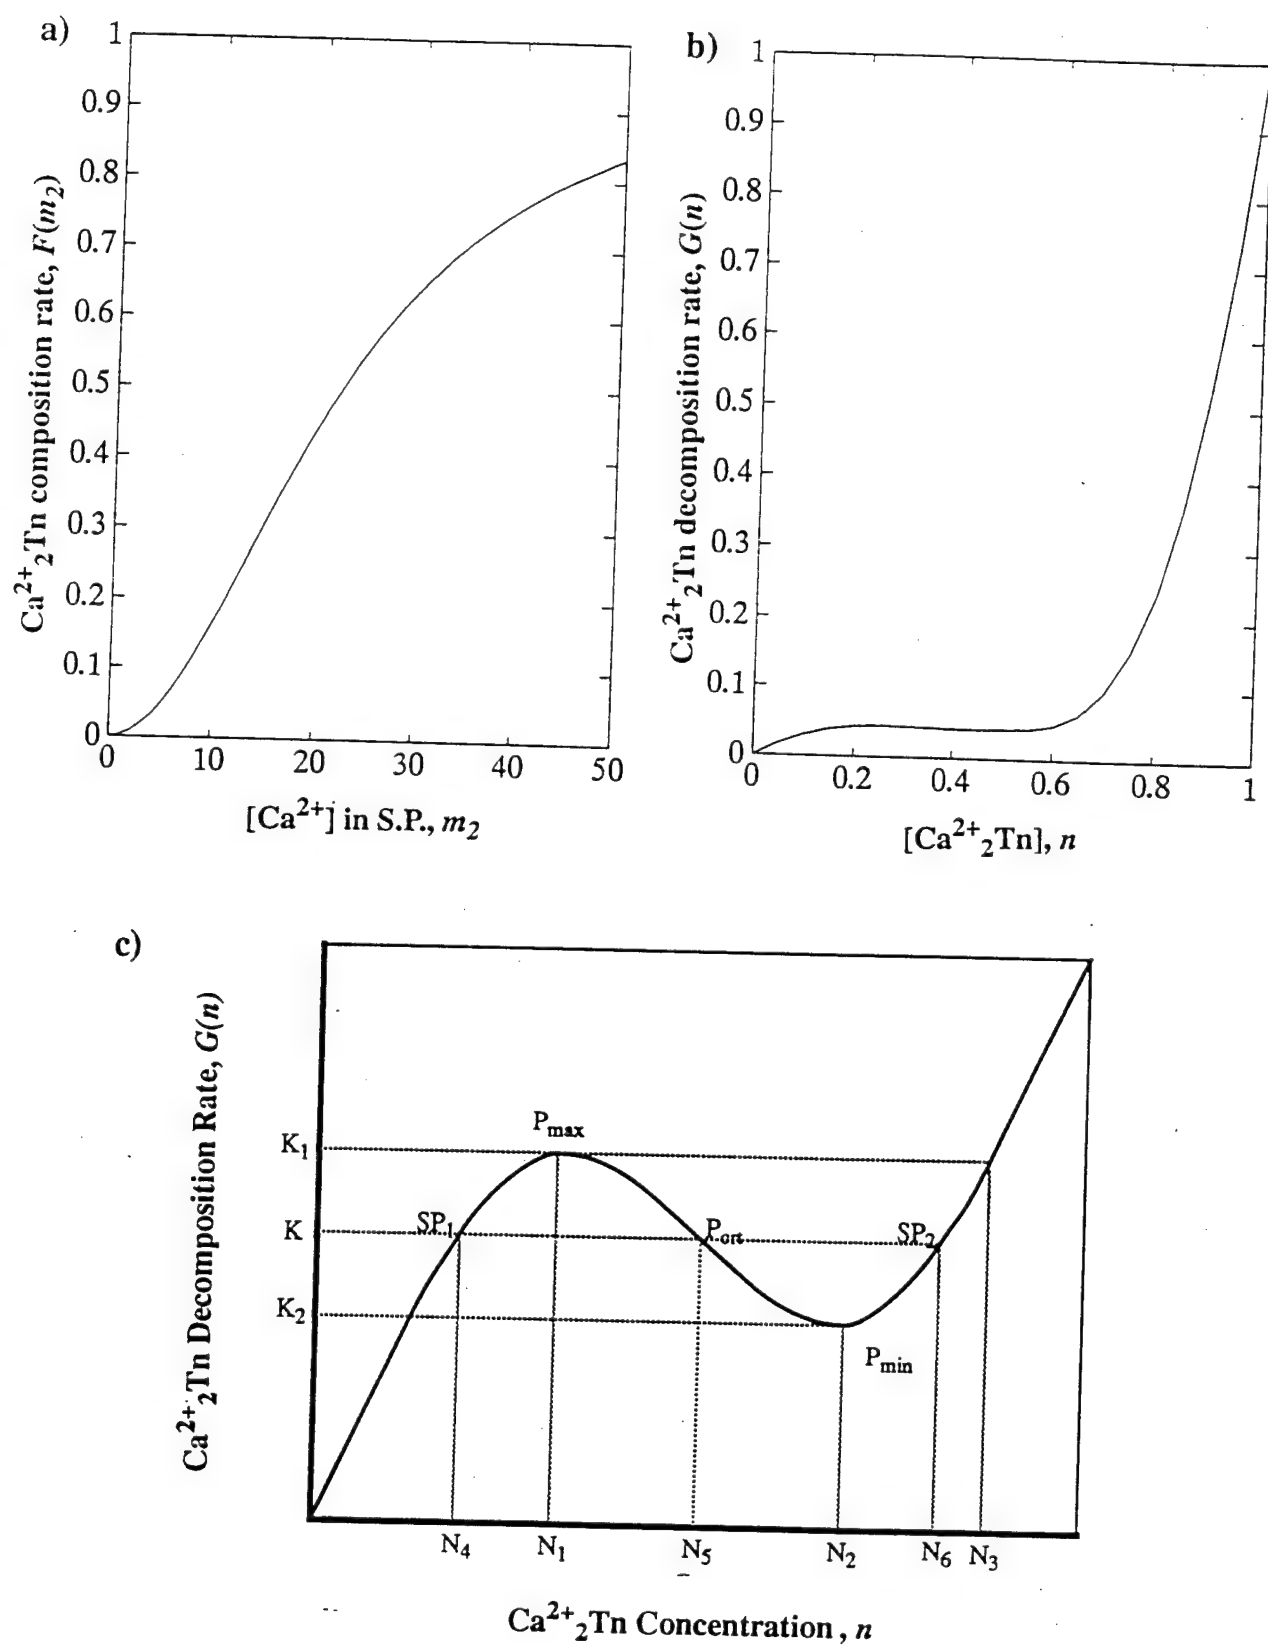 a)
1
0.9
0.8
0.7
0.6
0.5
0.4
0.3
0.2
0.1
0
Ca2+2Tn composition rate, F(m2)
0 10 20 30 40 50
[Ca2+] in S.P., m2
b)
1
0.9
0.8
0.7
0.6
0.5
0.4
0.3
0.2
0.1
0
Ca2+2Tn decomposition rate, G(n)
0 0.2 0.4 0.6 0.8 1
[Ca2+2Tn], n
c)
Ca2+2Tn Decomposition Rate, G(n)
K1
Pmax
K
SP1
Pcrt
SP2
K2
Pmin
N4 N1 N5 N2 N6 N3
Ca2+2Tn Concentration, n